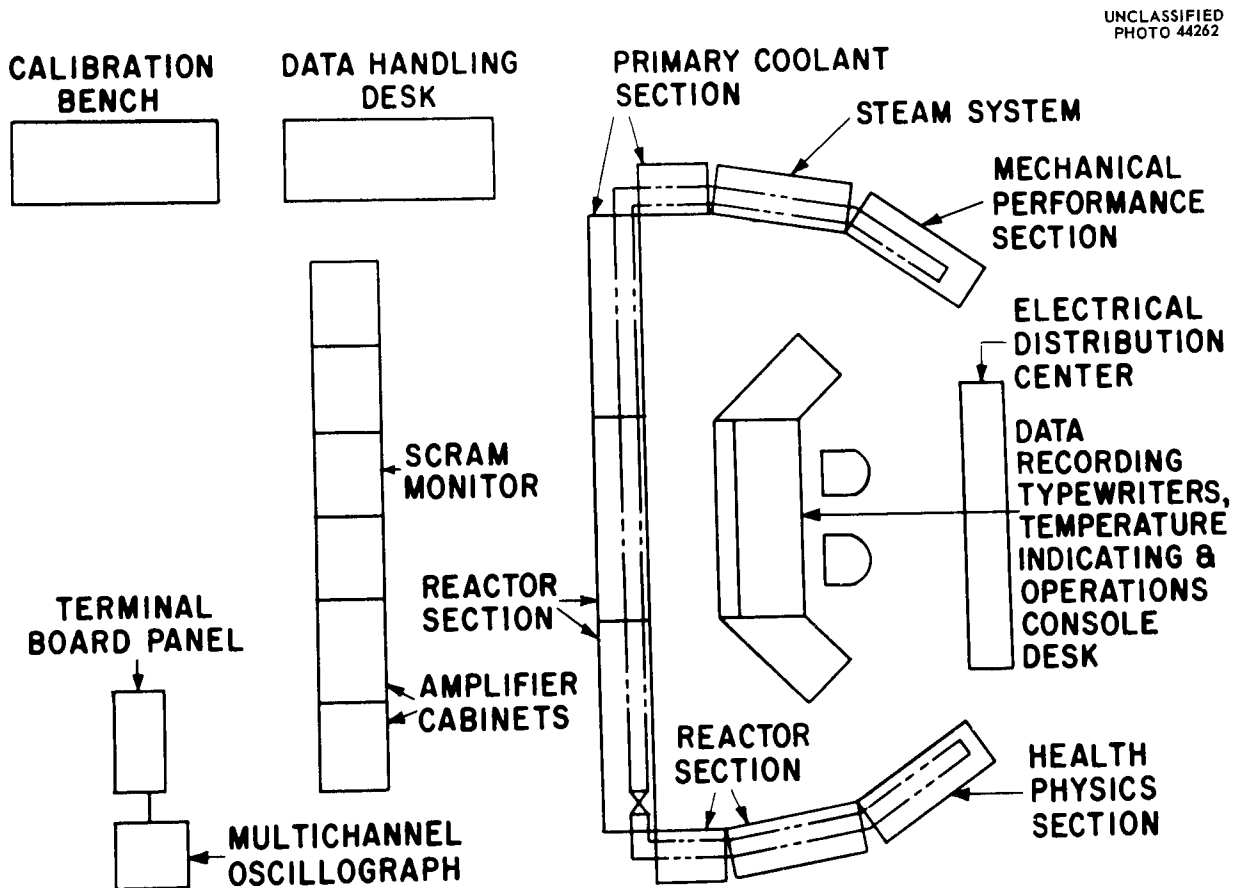 UNCLASSIFIED
PHOTO 44262
CALIBRATION
BENCH
DATA HANDLING
DESK
PRIMARY COOLANT
SECTION
STEAM SYSTEM
MECHANICAL
PERFORMANCE
SECTION
ELECTRICAL
DISTRIBUTION
CENTER
DATA
RECORDING
TYPEWRITERS,
TEMPERATURE
INDICATING &
OPERATIONS
CONSOLE
DESK
SCRAM
MONITOR
REACTOR
SECTION
TERMINAL
BOARD PANEL
AMPLIFIER
CABINETS
REACTOR
SECTION
HEALTH
PHYSICS
SECTION
MULTICHANNEL
OSCILLOGRAPH